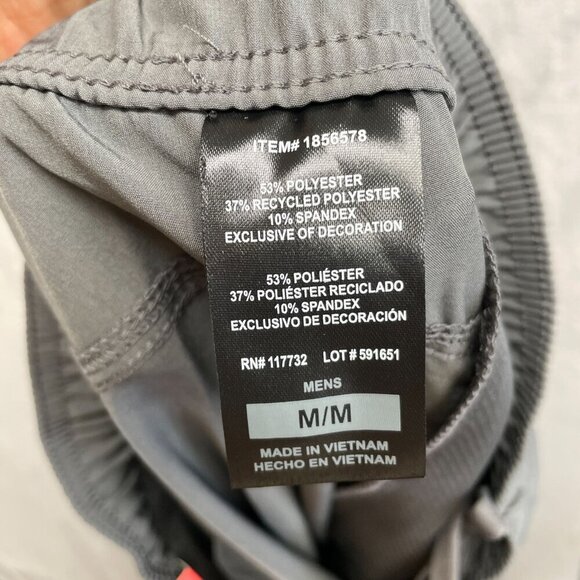 ITEM# 1856578
53% POLYESTER
37% RECYCLED POLYESTER
10% SPANDEX
EXCLUSIVE OF DECORATION
53% POLIÉSTER
37% POLIÉSTER RECICLADO
10% SPANDEX
EXCLUSIVO DE DECORACIÓN
RN# 117732 LOT # 591651
MENS
M/M
MADE IN VIETNAM
HECHO EN VIETNAM